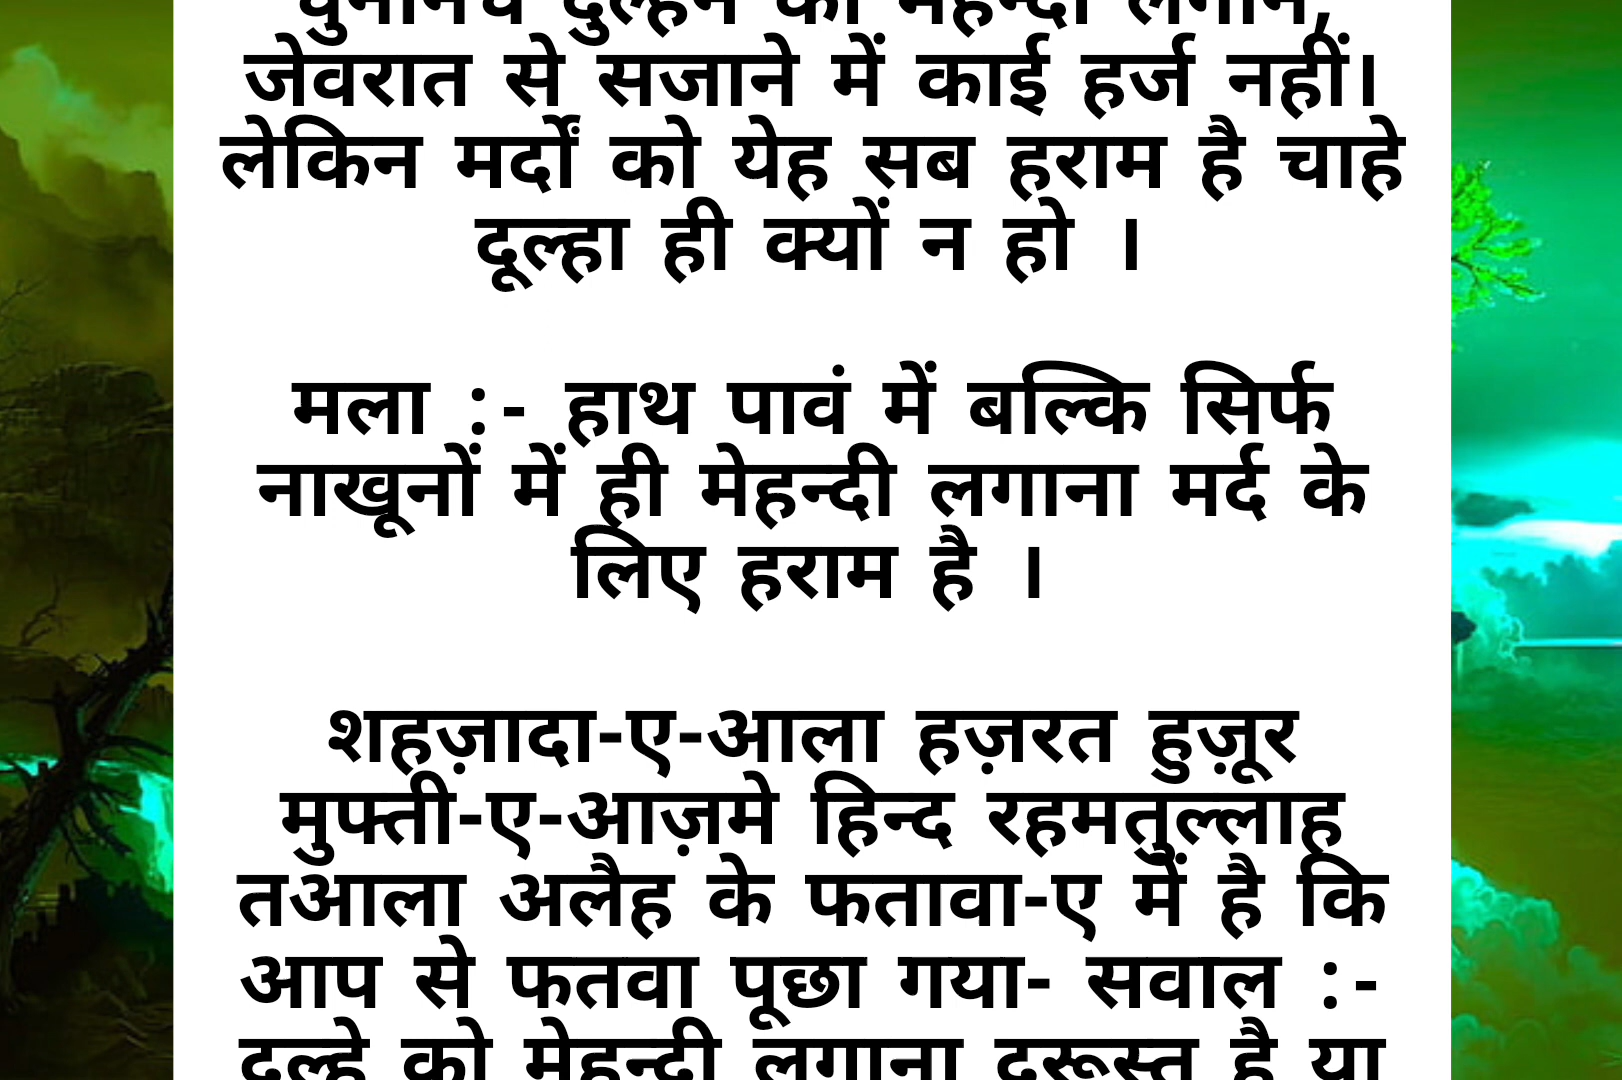 दुल्हन को मेहन्दी लगाने,
जेवरात से सजाने में काई हर्ज नहीं।
लेकिन मर्दों को येह सब हराम है चाहे
दूल्हा ही क्यों न हो ।
मला :- हाथ पावं में बल्कि सिर्फ
नाखूनों में ही मेहन्दी लगाना मर्द के
लिए हराम है ।
शहज़ादा-ए-आला हज़रत हुज़ूर
मुफ्ती-ए-आज़मे हिन्द रहमतुल्लाह
तआला अलैह के फतावा-ए में है कि
आप से फतवा पूछा गया- सवाल :-
को मेहन्दी लगाना दरूस्त है या